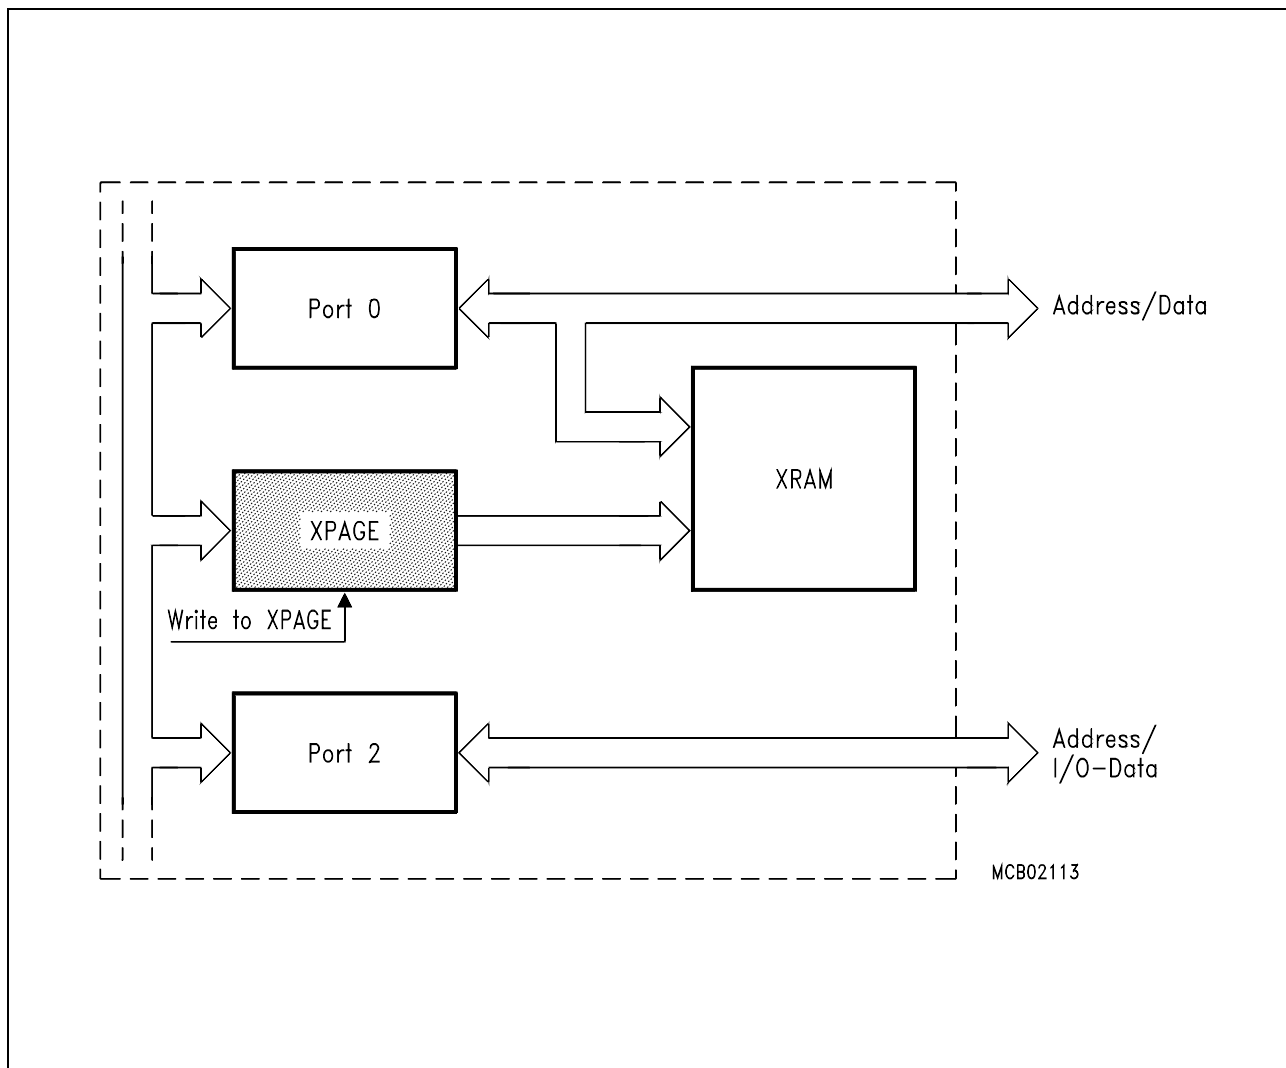 Port 0
Address/Data
XRAM
XPAGE
Write to XPAGE
Port 2
Address/
I/O-Data
MCB02113